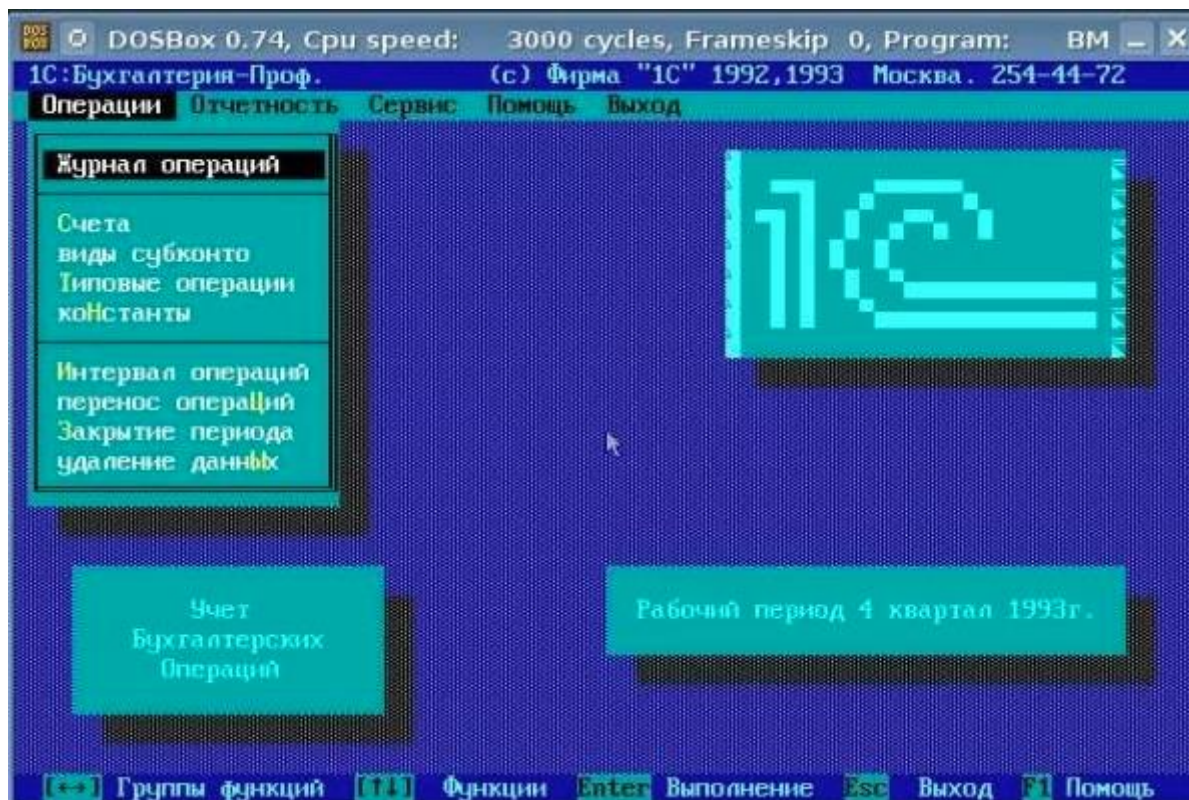 DOSBox 0.74, Cpu speed: 3000 cycles, Frameskip 0, Program: BM
1С:Бухгалтерия-Проф. (c) Фирма "1С" 1992,1993 Москва. 254-44-72
Операции Отчетность Сервис Помощь Выход
Журнал операций
Счета
виды субконто
Типовые операции
коНстанты
Интервал операций
перенос операЦий
Закрытие периода
удаление даннЫх
1С
Учет
Бухгалтерских
Операций
Рабочий период 4 квартал 1993г.
[↔] Группы функций [↑↓] Функции Enter Выполнение Esc Выход F1 Помощь